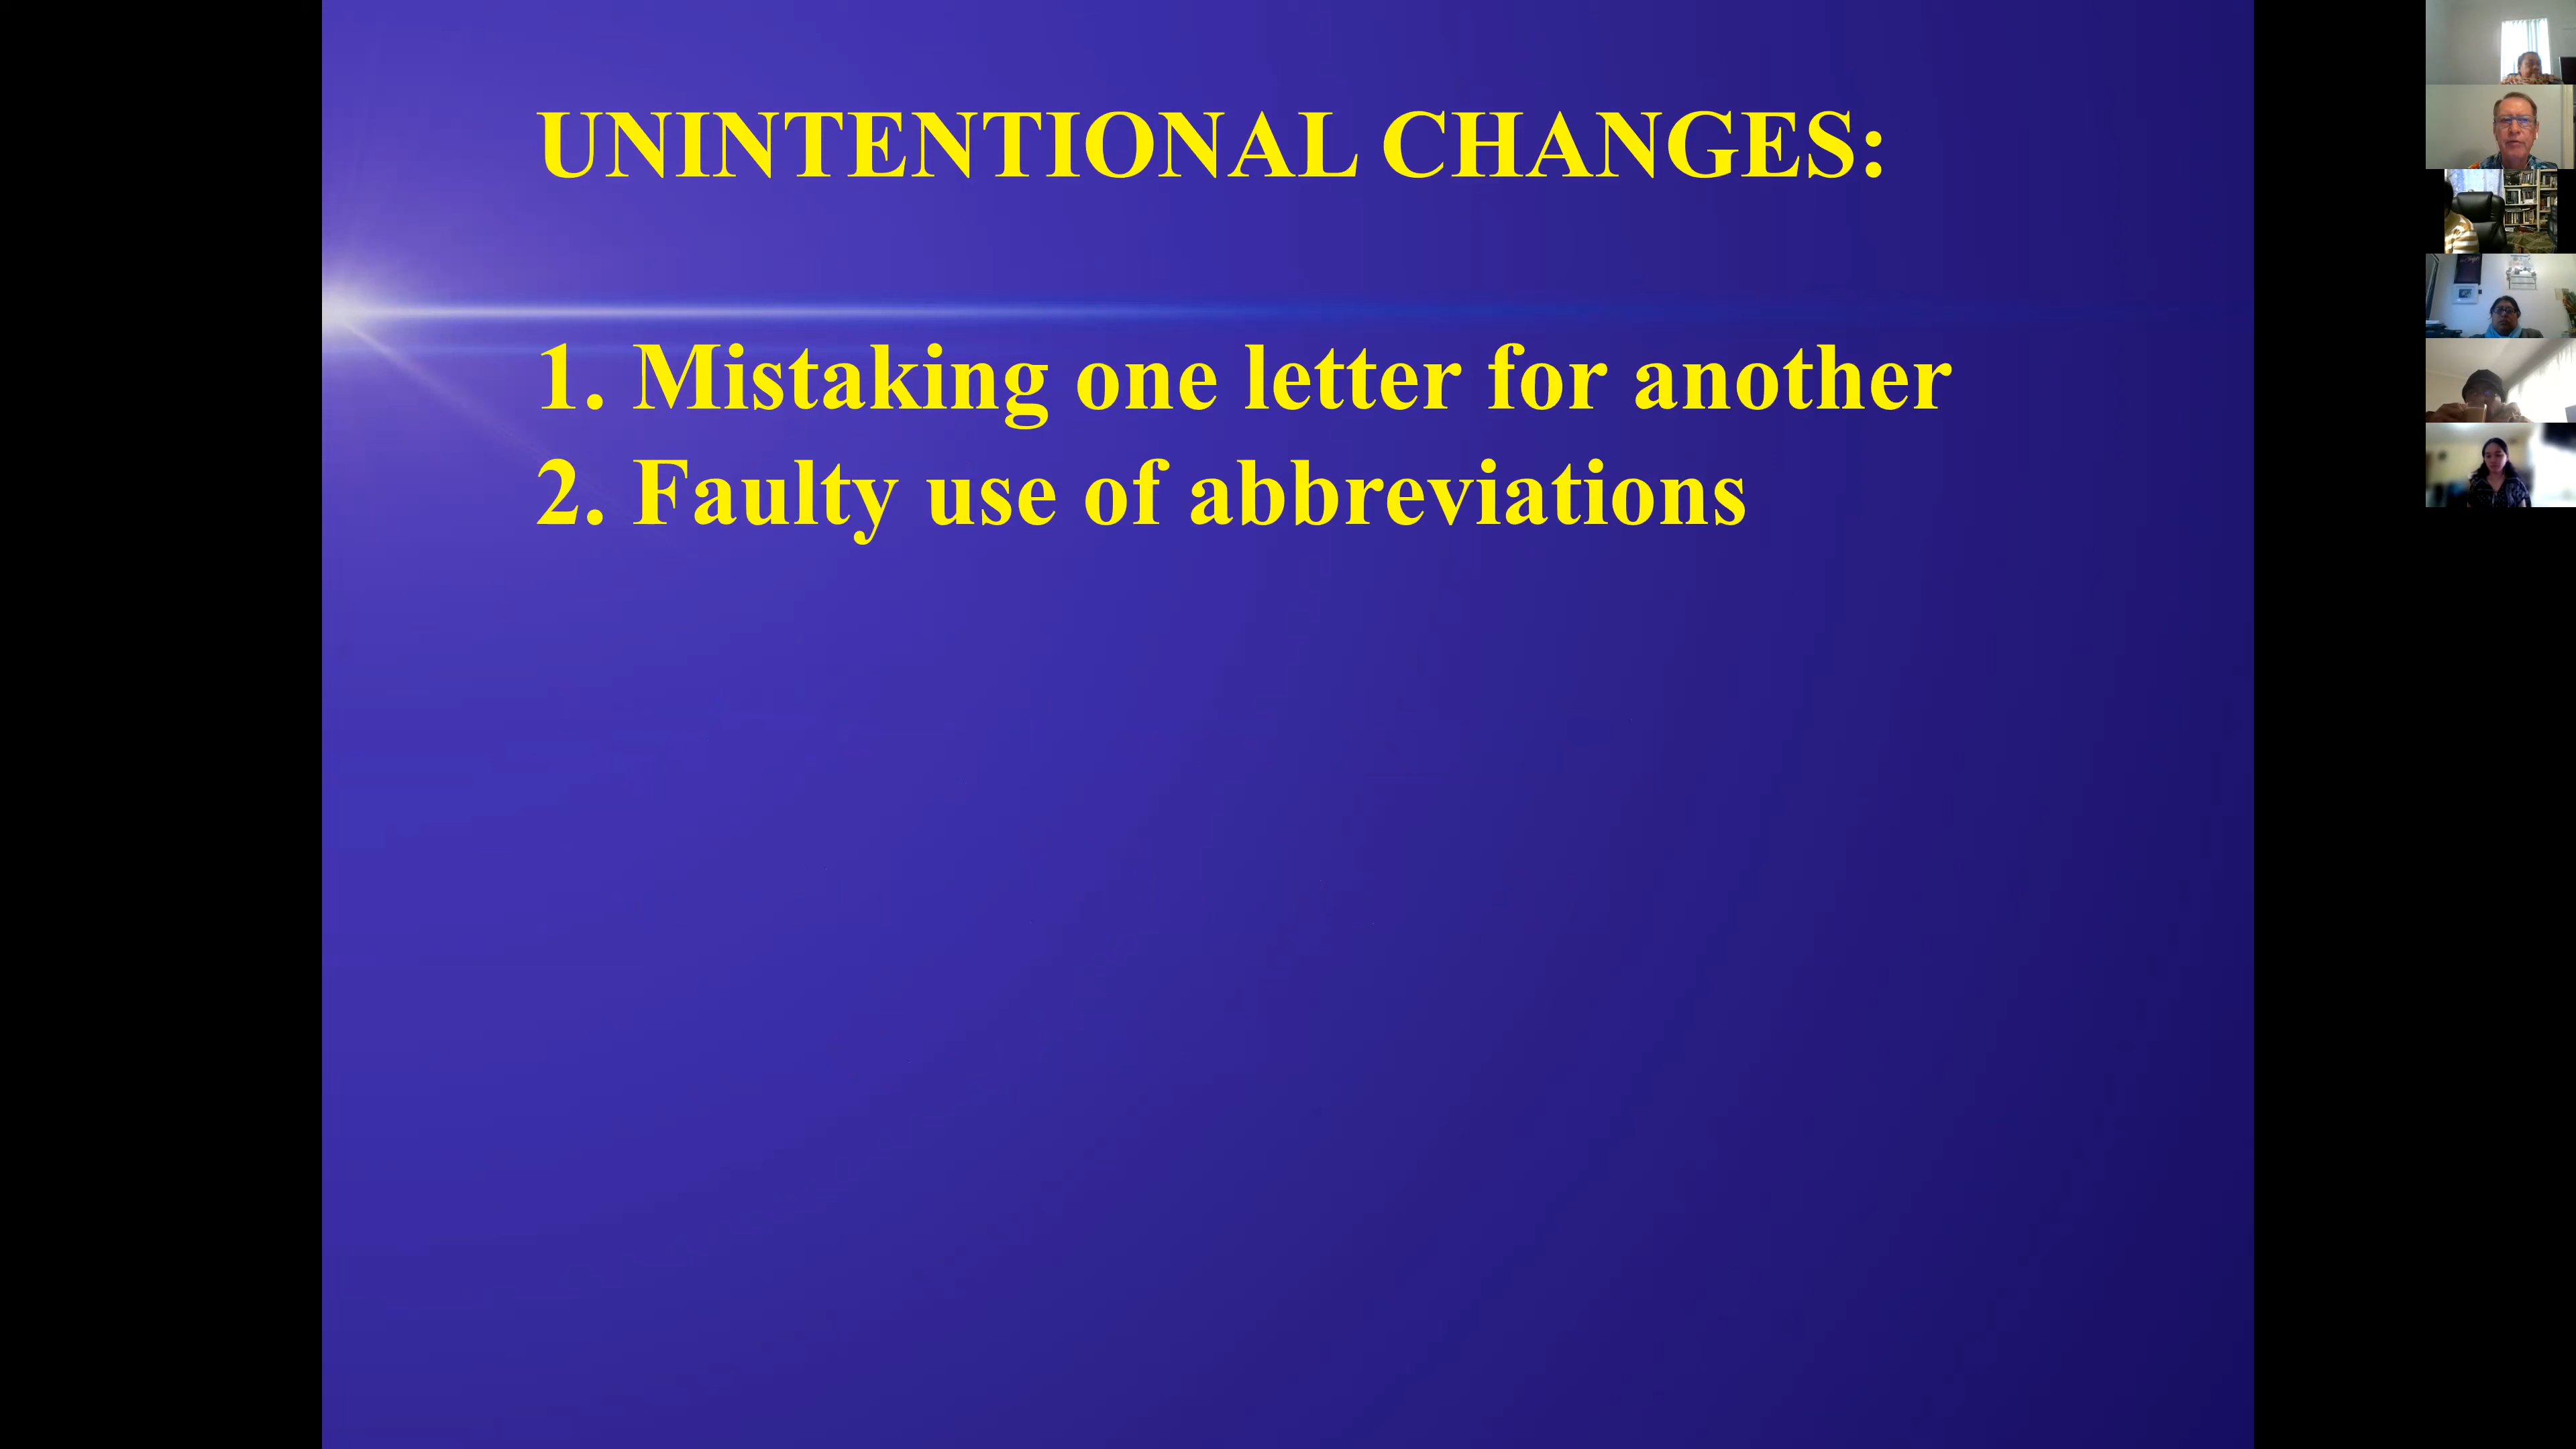 UNINTENTIONAL CHANGES:
1. Mistaking one letter for another
2. Faulty use of abbreviations